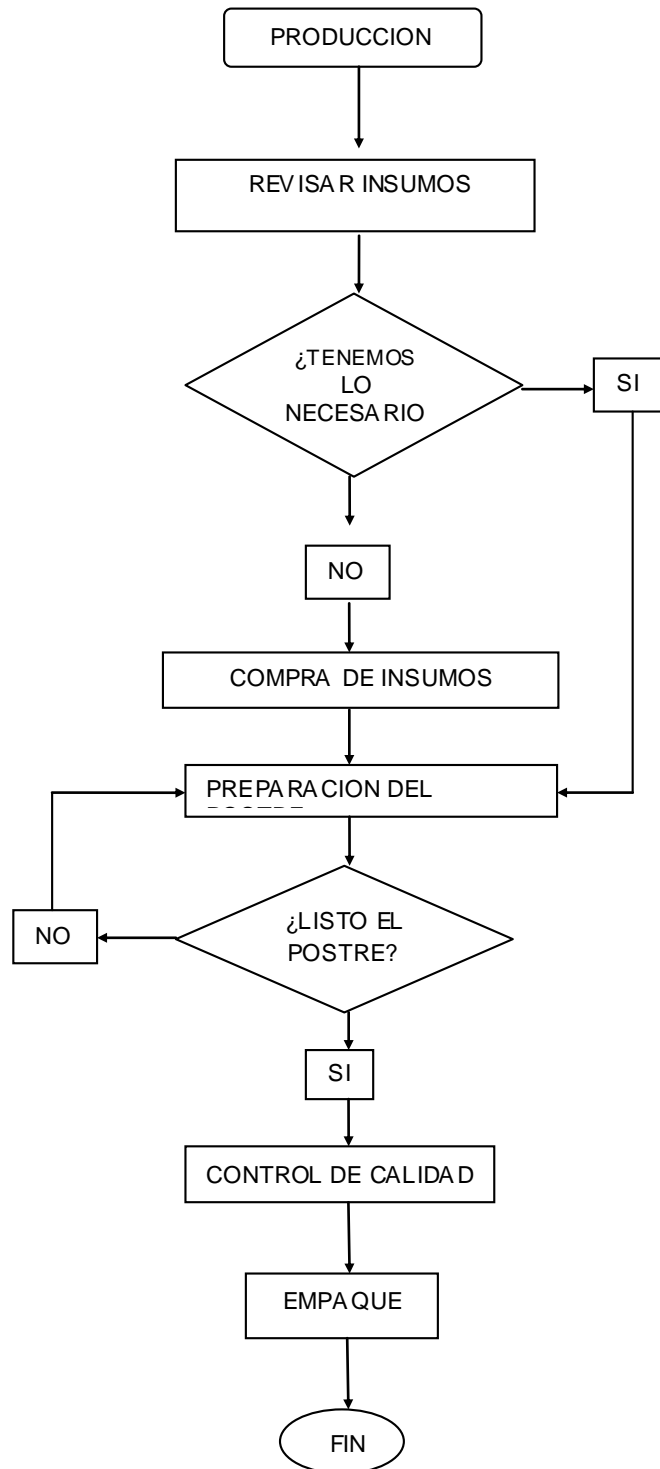 PRODUCCION
REVISAR INSUMOS
¿TENEMOS
LO
NECESARIO
SI
NO
COMPRA DE INSUMOS
PREPARACION DEL
¿LISTO EL
POSTRE?
NO
SI
CONTROL DE CALIDAD
EMPAQUE
FIN